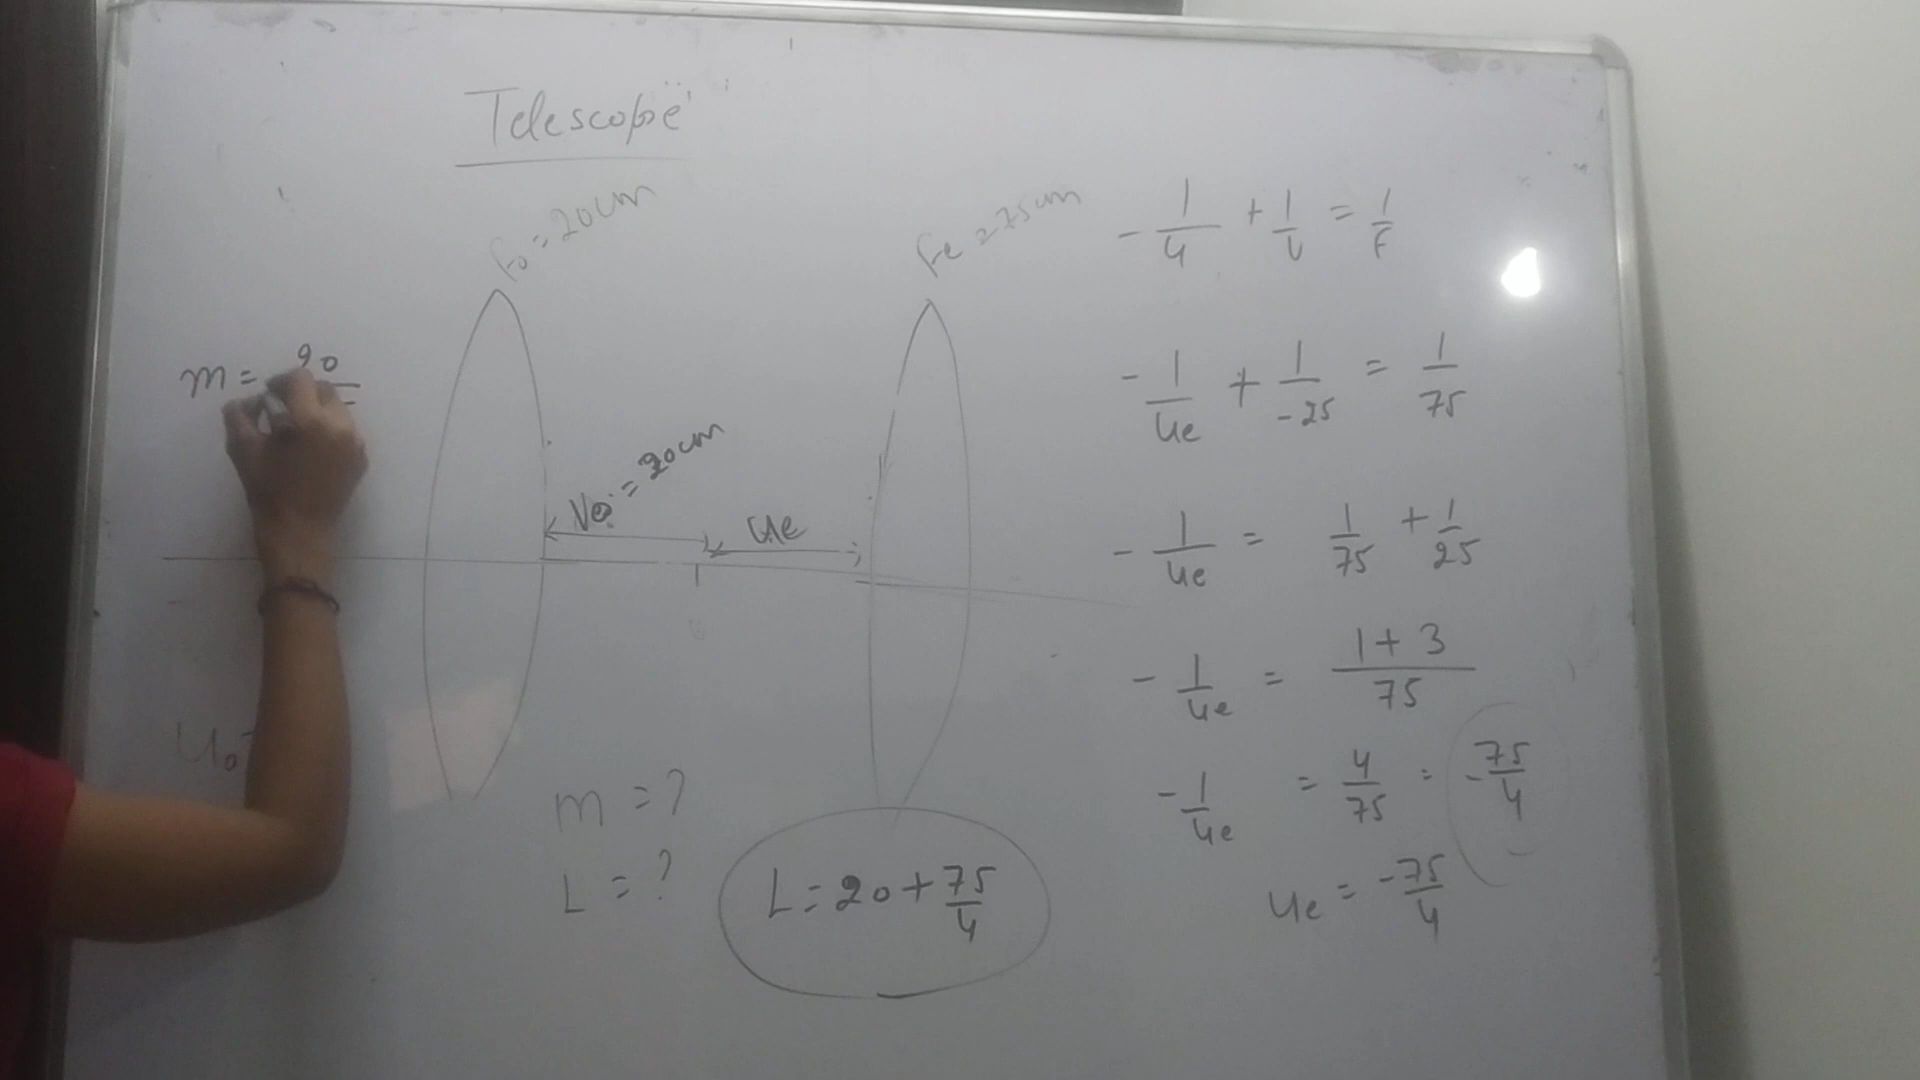 Telescope
fo = 20cm
fe = 75cm
m = 20
Vo = 20cm
ue
uo
m = ?
L = ?
L = 20 + 75/4
- 1/u + 1/v = 1/f
- 1/ue + 1/-25 = 1/75
- 1/ue = 1/75 + 1/25
- 1/ue = 1 + 3/75
- 1/ue = 4/75 = - 75/4
ue = -75/4